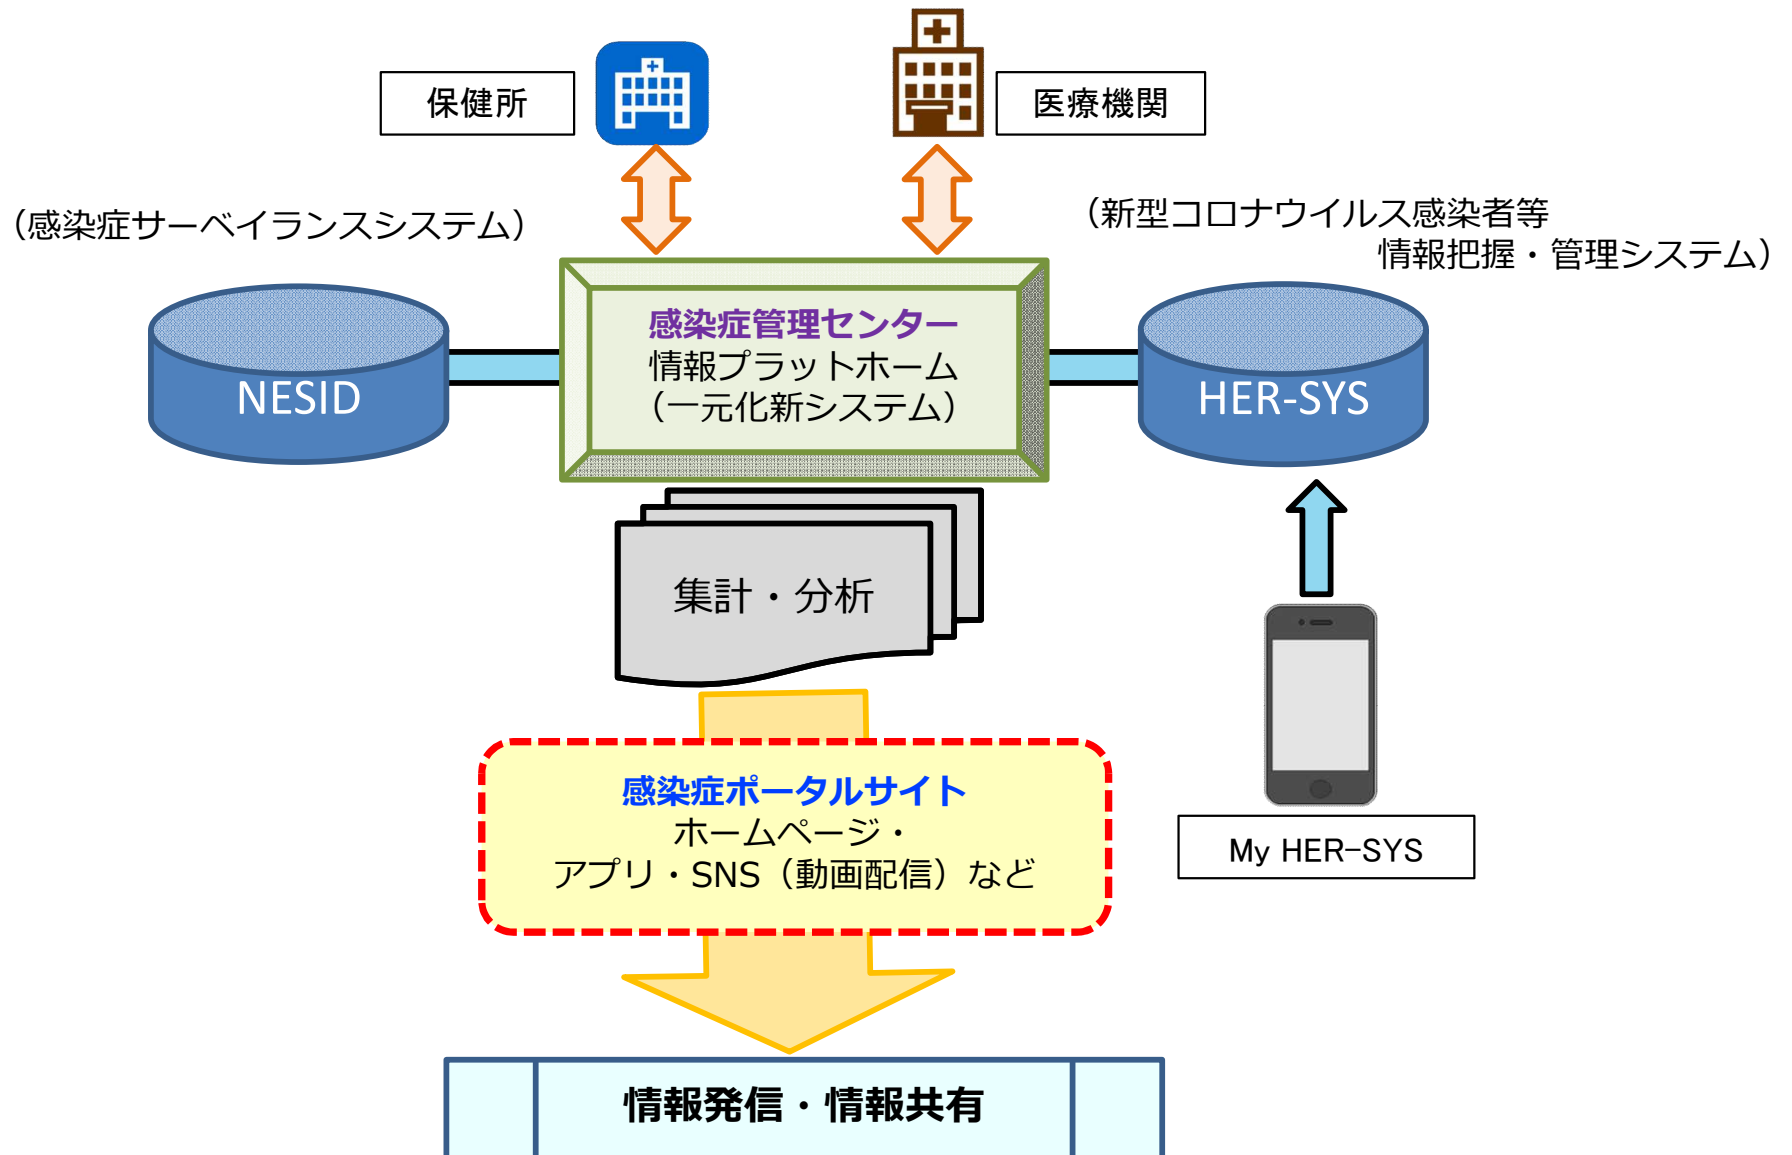 保健所
医療機関
（感染症サーベイランスシステム）
（新型コロナウイルス感染者等
情報把握・管理システム）
感染症管理センター
情報プラットホーム
（一元化新システム）
NESID
HER-SYS
集計・分析
感染症ポータルサイト
ホームページ・
アプリ・SNS（動画配信）など
My HER-SYS
情報発信・情報共有